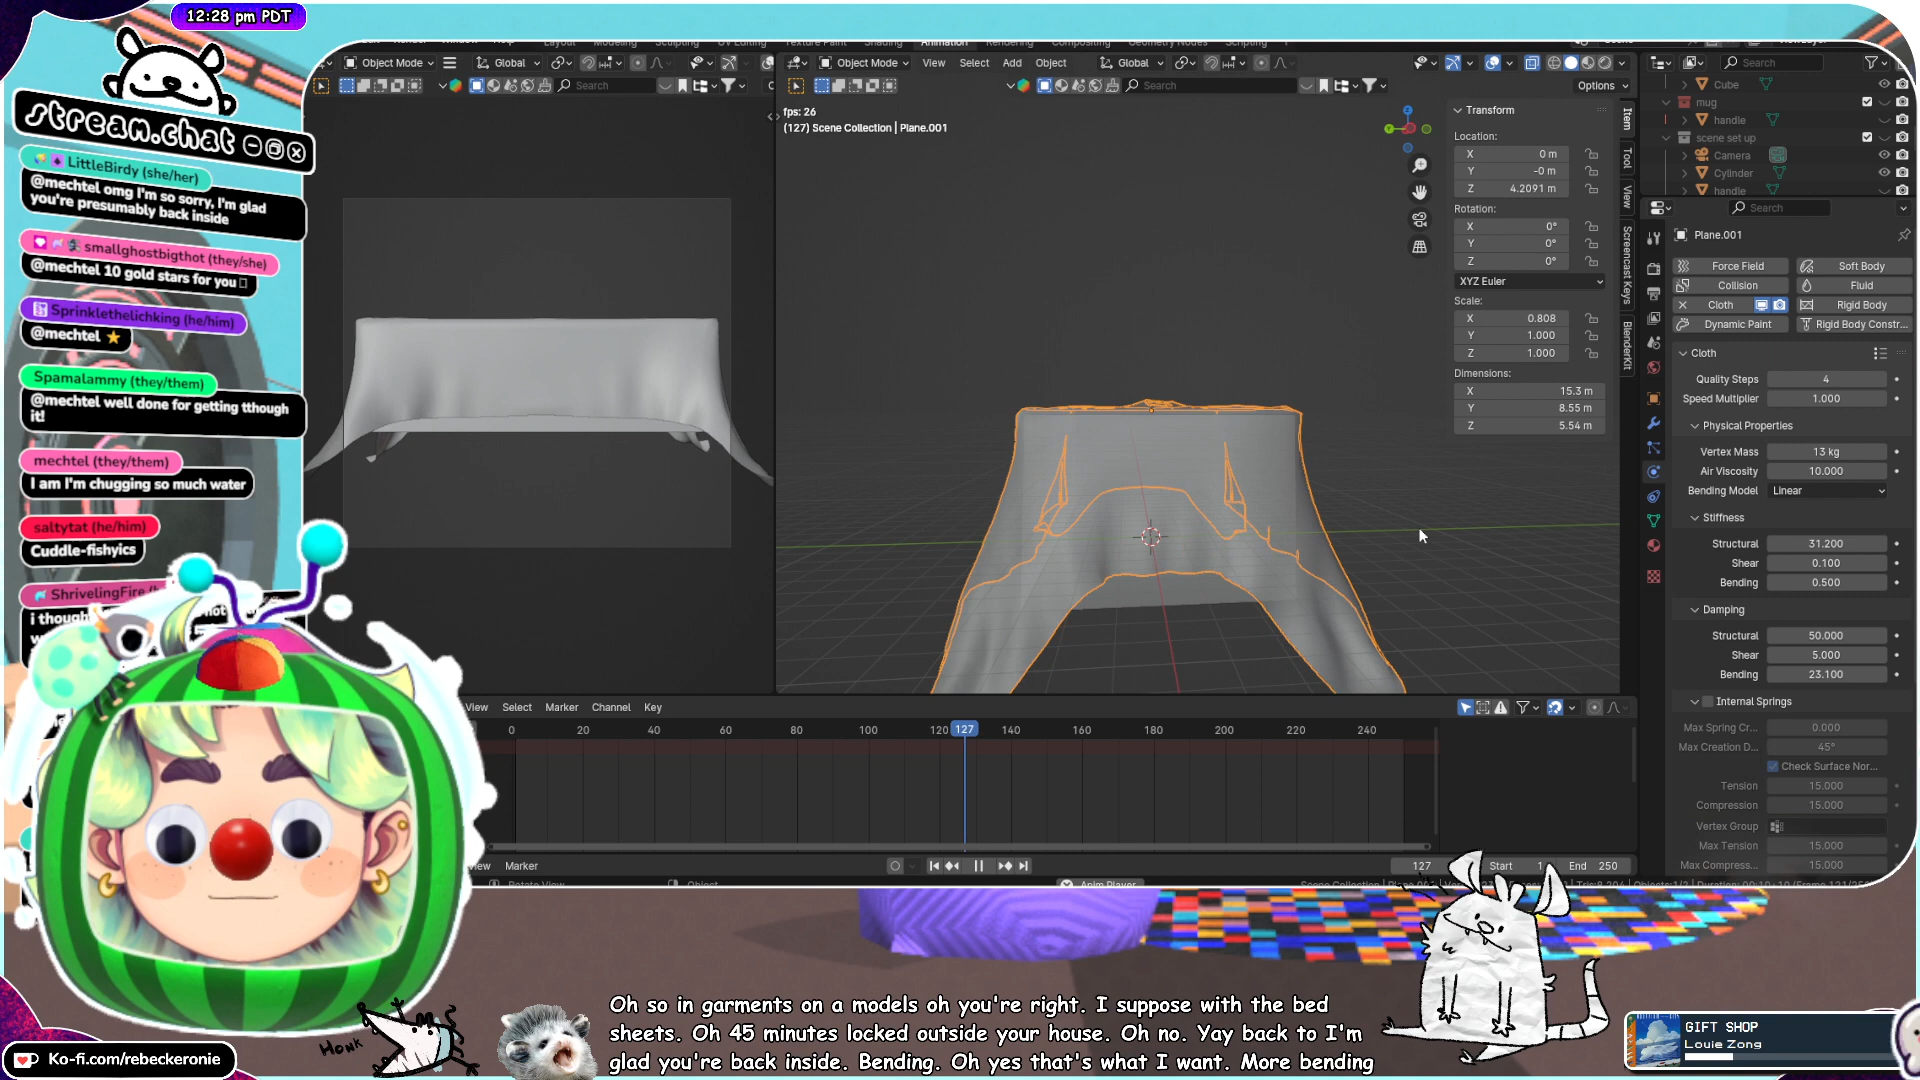 12:28 pm PDT
stream.chat
LittleBirdy (she/her)
@mechtel omg I'm so sorry, I'm glad
you're presumably back inside
smallghostbigthot (they/she)
@mechtel 10 gold stars for you
Sprinklethelichking (he/him)
@mechtel ⭐
Spamalammy (they/them)
@mechtel well done for getting tthough
it!
mechtel (they/them)
I am I'm chugging so much water
saltytat (he/him)
Cuddle-fishyics
ShrivelingFire
i though
Object Mode
Global
Search
Object Mode
View
Select
Add
Object
Global
Search
Options
fps: 26
(127) Scene Collection | Plane.001
Transform
Location:
X 0 m
Y -0 m
Z 4.2091 m
Rotation:
X 0°
Y 0°
Z 0°
XYZ Euler
Scale:
X 0.808
Y 1.000
Z 1.000
Dimensions:
X 15.3 m
Y 8.55 m
Z 5.54 m
Item
Tool
View
Screencast Keys
BlenderKit
Search
Cube
mug
handle
scene set up
Camera
Cylinder
handle
Search
Plane.001
Force Field
Soft Body
Collision
Fluid
Cloth
Rigid Body
Dynamic Paint
Rigid Body Constr...
Cloth
Quality Steps 4
Speed Multiplier 1.000
Physical Properties
Vertex Mass 13 kg
Air Viscosity 10.000
Bending Model Linear
Stiffness
Structural 31.200
Shear 0.100
Bending 0.500
Damping
Structural 50.000
Shear 5.000
Bending 23.100
Internal Springs
Max Spring Cr... 0.000
Max Creation D... 45°
Check Surface Nor...
Tension 15.000
Compression 15.000
Vertex Group
Max Tension 15.000
Max Compress... 15.000
View
Select
Marker
Channel
Key
0 20 40 60 80 100 120 127 140 160 180 200 220 240
Marker
127
Start 1
End 250
Honk
Ko-fi.com/rebeckeronie
Oh so in garments on a models oh you're right. I suppose with the bed
sheets. Oh 45 minutes locked outside your house. Oh no. Yay back to I'm
glad you're back inside. Bending. Oh yes that's what I want. More bending
GIFT SHOP
Louie Zong